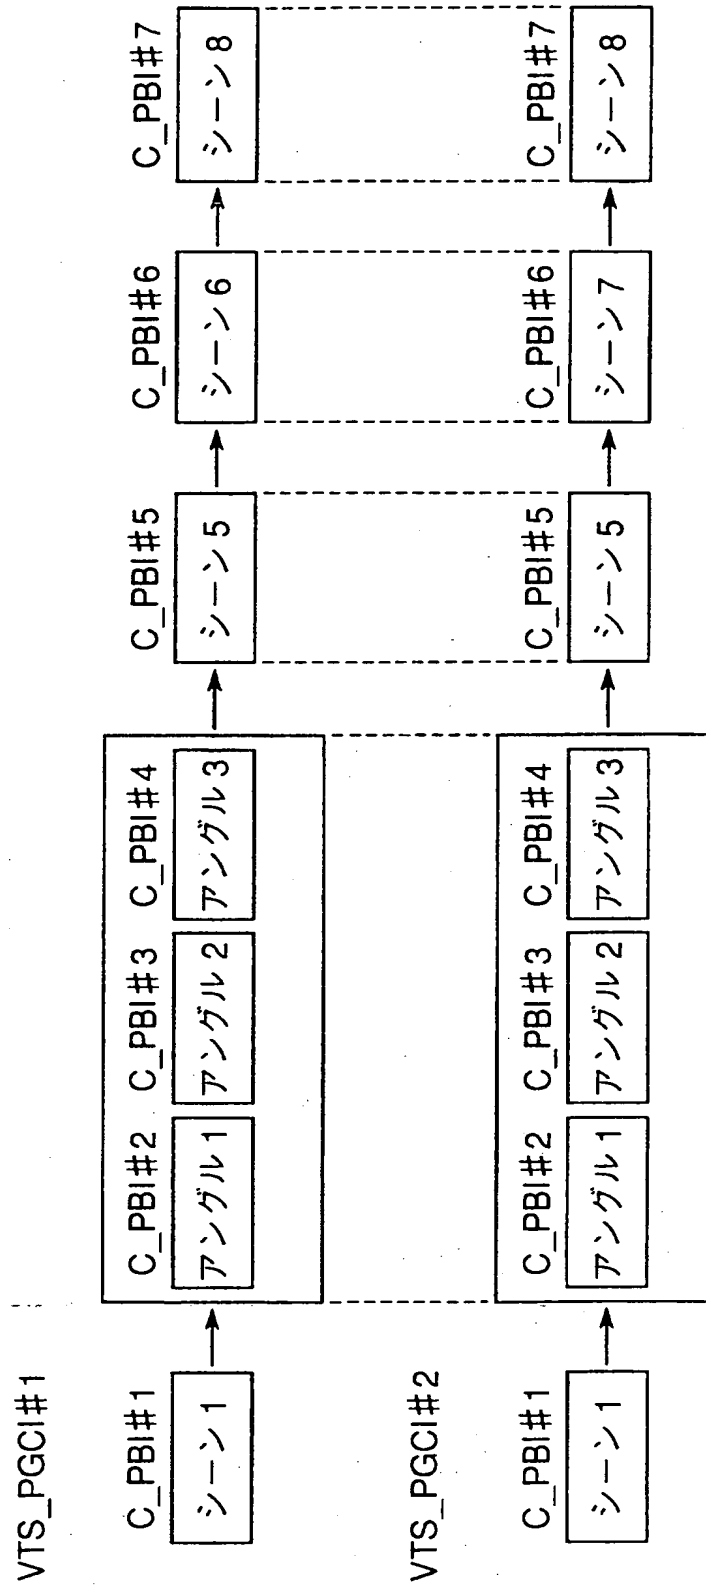 VTS_PGCI#1
C_PBI#1
シーン1
C_PBI#2
アングル1
C_PBI#3
アングル2
C_PBI#4
アングル3
C_PBI#5
シーン5
C_PBI#6
シーン6
C_PBI#7
シーン8
VTS_PGCI#2
C_PBI#1
シーン1
C_PBI#2
アングル1
C_PBI#3
アングル2
C_PBI#4
アングル3
C_PBI#5
シーン5
C_PBI#6
シーン7
C_PBI#7
シーン8